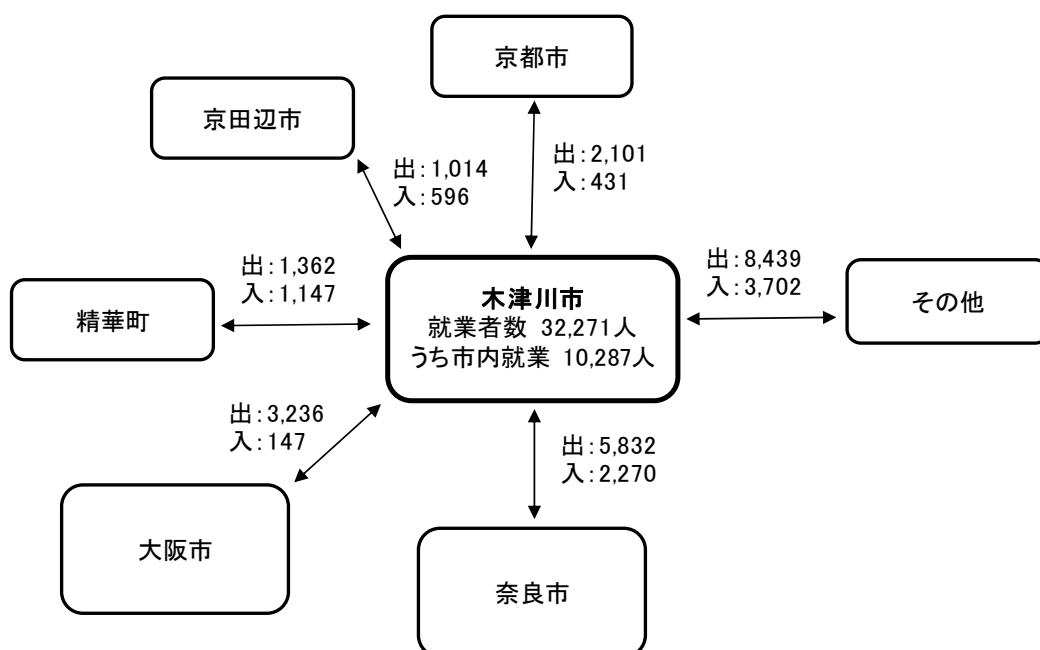 京都市
京田辺市
出：2,101
入：431
出：1,014
入：596
出：1,362
入：1,147
精華町
木津川市
就業者数 32,271人
うち市内就業 10,287人
出：8,439
入：3,702
その他
出：3,236
入：147
大阪市
出：5,832
入：2,270
奈良市